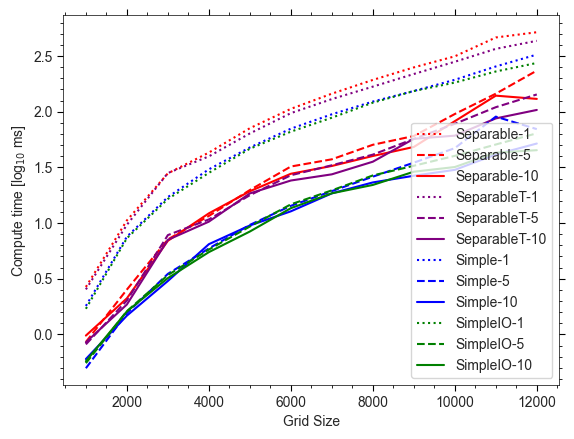 2.5
2.0
1.5
1.0
0.5
0.0
Compute time [log₁₀ ms]
Separable-1
Separable-5
Separable-10
SeparableT-1
SeparableT-5
SeparableT-10
Simple-1
Simple-5
Simple-10
SimpleIO-1
SimpleIO-5
SimpleIO-10
2000 4000 6000 8000 10000 12000
Grid Size